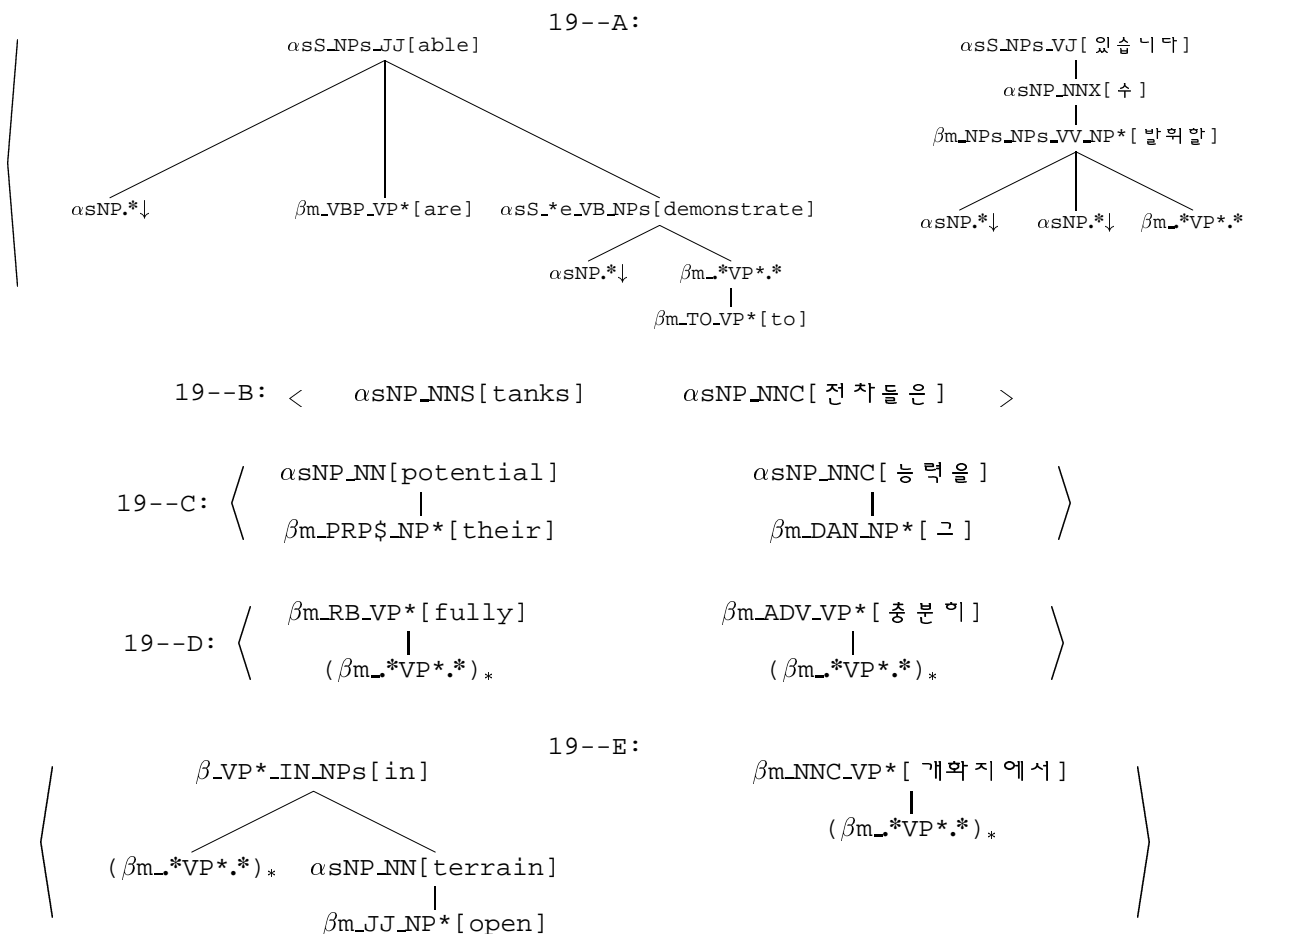 19--A:
αsS_NPs_JJ[able] αsS_NPs_VJ[있습니다]
αsNP_NNX[수]
βm_NPs_NPs_VV_NP*[발휘할]
αsNP.*↓ βm_VBP_VP*[are] αsS_*e_VB_NPs[demonstrate] αsNP.*↓ αsNP.*↓ βm_.*VP*.*
αsNP.*↓ βm_.*VP*.*
βm_TO_VP*[to]
19--B: < αsNP_NNS[tanks] αsNP_NNC[전차들은] >
αsNP_NN[potential] αsNP_NNC[능력을]
19--C:
βm_PRP$_NP*[their] βm_DAN_NP*[그]
βm_RB_VP*[fully] βm_ADV_VP*[충분히]
19--D:
(βm_.*VP*.*)* (βm_.*VP*.*)*
19--E:
β_VP*_IN_NPs[in] βm_NNC_VP*[개확지에서]
(βm_.*VP*.*)* αsNP_NN[terrain] (βm_.*VP*.*)*
βm_JJ_NP*[open]